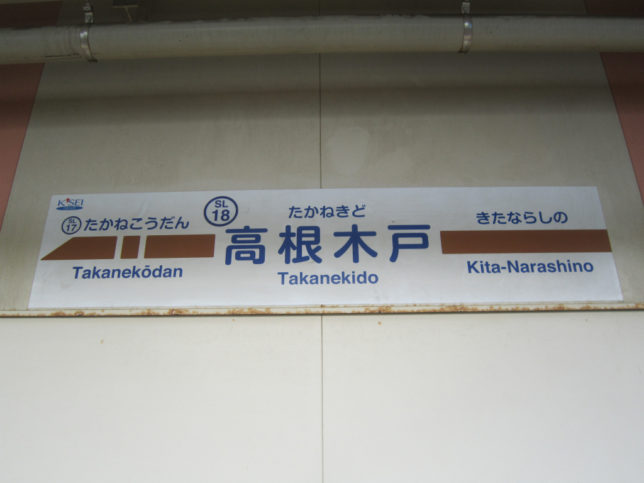 K'SEI
SL
17
たかねこうだん
Takanekōdan
SL
18
たかねきど
高根木戸
Takanekido
きたならしの
Kita-Narashino